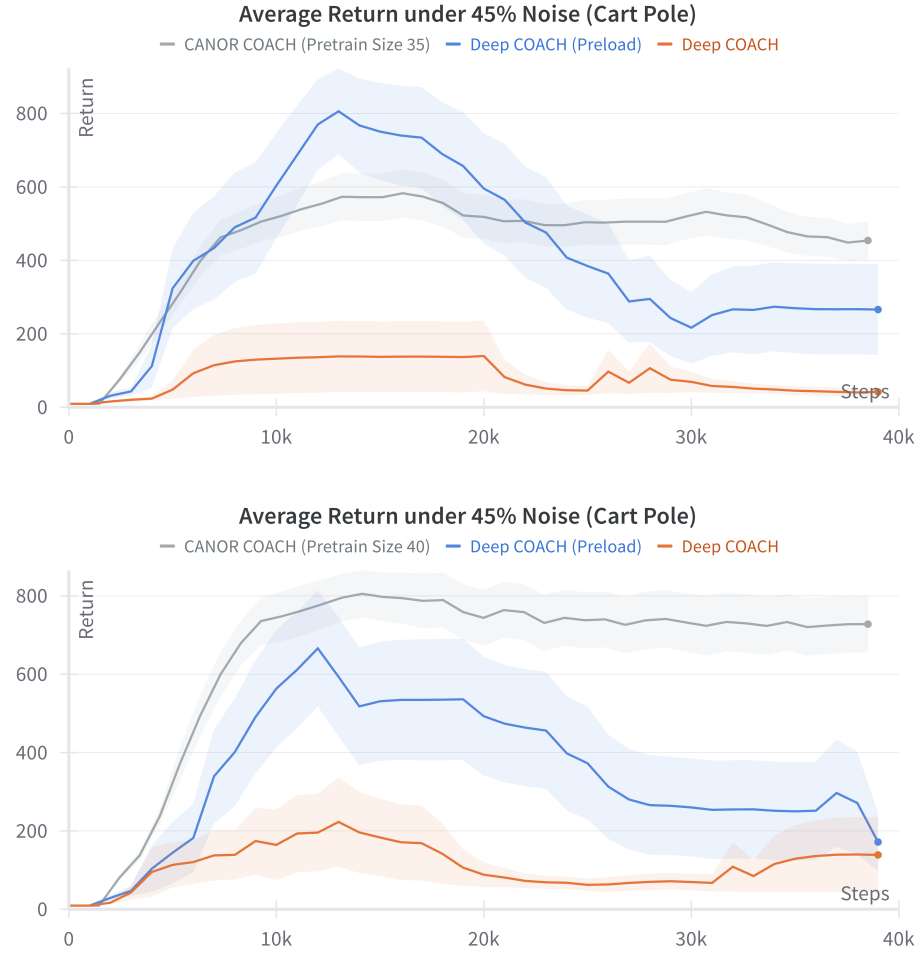 Average Return under 45% Noise (Cart Pole)
CANOR COACH (Pretrain Size 35) Deep COACH (Preload) Deep COACH
Return
800
600
400
200
0
Steps
0 10k 20k 30k 40k
Average Return under 45% Noise (Cart Pole)
CANOR COACH (Pretrain Size 40) Deep COACH (Preload) Deep COACH
Return
800
600
400
200
0
Steps
0 10k 20k 30k 40k